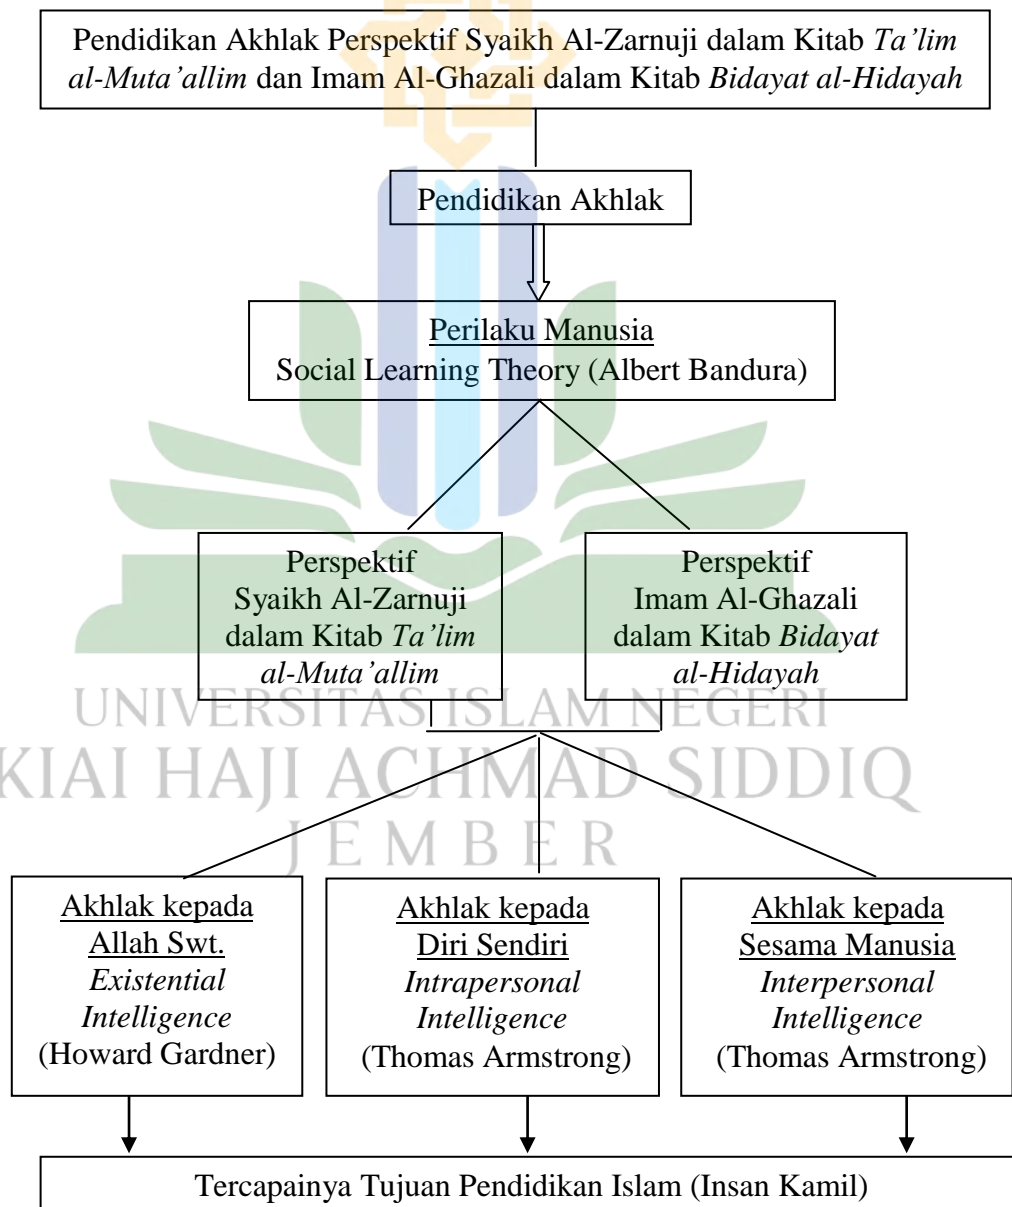 Pendidikan Akhlak Perspektif Syaikh Al-Zarnuji dalam Kitab Ta’lim
al-Muta’allim dan Imam Al-Ghazali dalam Kitab Bidayat al-Hidayah
Pendidikan Akhlak
Perilaku Manusia
Social Learning Theory (Albert Bandura)
Perspektif
Syaikh Al-Zarnuji
dalam Kitab Ta’lim
al-Muta’allim
Perspektif
Imam Al-Ghazali
dalam Kitab Bidayat
al-Hidayah
UNIVERSITAS ISLAM NEGERI
KIAI HAJI ACHMAD SIDDIQ
JEMBER
Akhlak kepada
Allah Swt.
Existential
Intelligence
(Howard Gardner)
Akhlak kepada
Diri Sendiri
Intrapersonal
Intelligence
(Thomas Armstrong)
Akhlak kepada
Sesama Manusia
Interpersonal
Intelligence
(Thomas Armstrong)
Tercapainya Tujuan Pendidikan Islam (Insan Kamil)